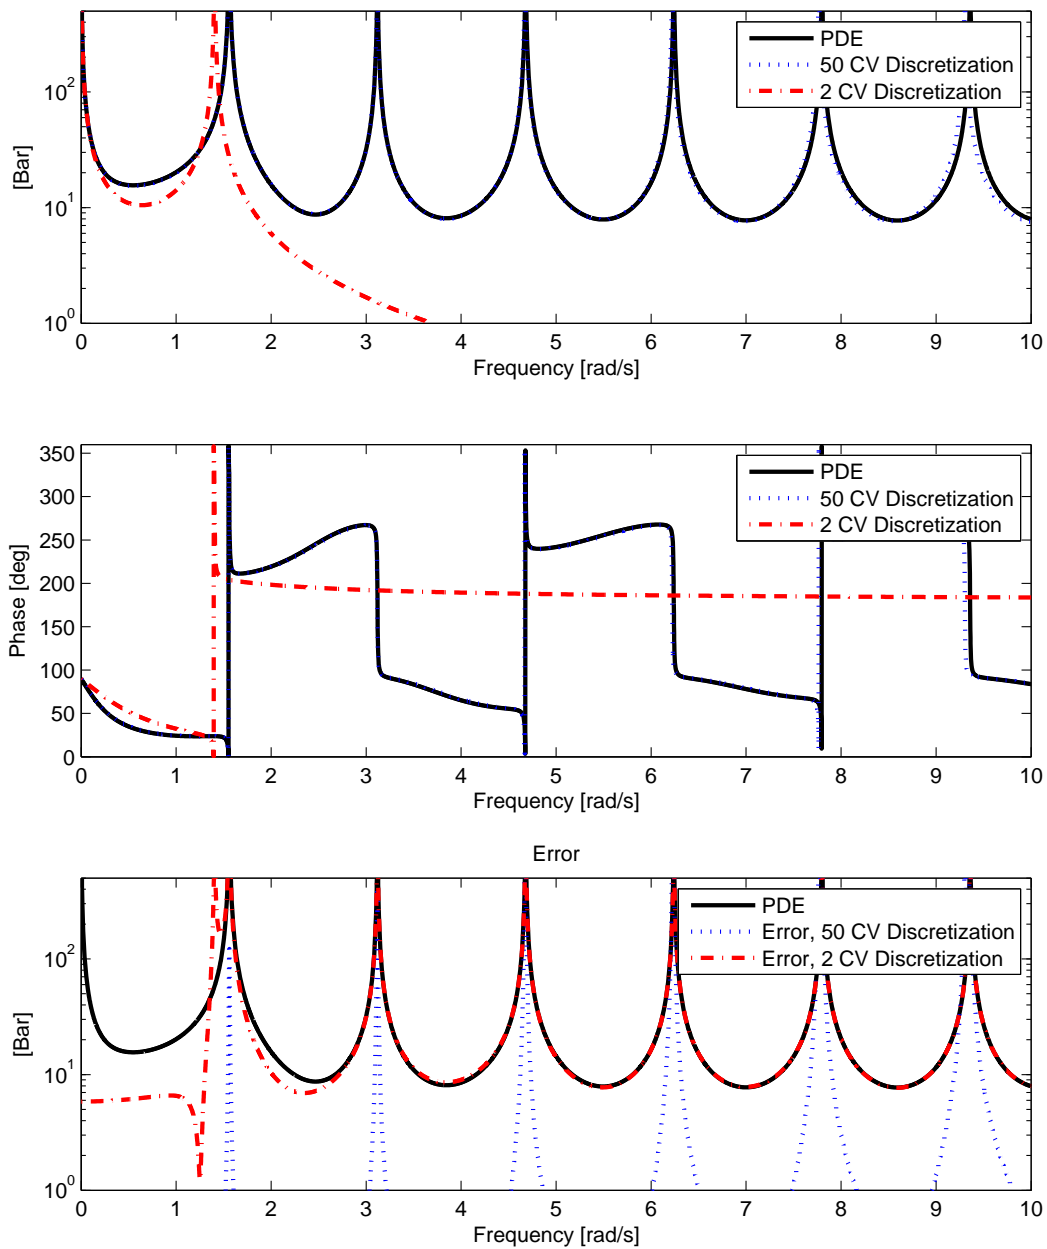 10^2
10^1
10^0
[Bar]
0 1 2 3 4 5 6 7 8 9 10
Frequency [rad/s]
PDE
50 CV Discretization
2 CV Discretization
350
300
250
200
150
100
50
0
Phase [deg]
0 1 2 3 4 5 6 7 8 9 10
Frequency [rad/s]
PDE
50 CV Discretization
2 CV Discretization
Error
10^2
10^1
10^0
[Bar]
0 1 2 3 4 5 6 7 8 9 10
Frequency [rad/s]
PDE
Error, 50 CV Discretization
Error, 2 CV Discretization